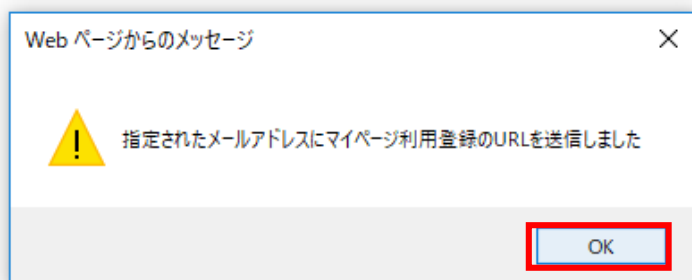 Web ページからのメッセージ
指定されたメールアドレスにマイページ利用登録のURLを送信しました
OK